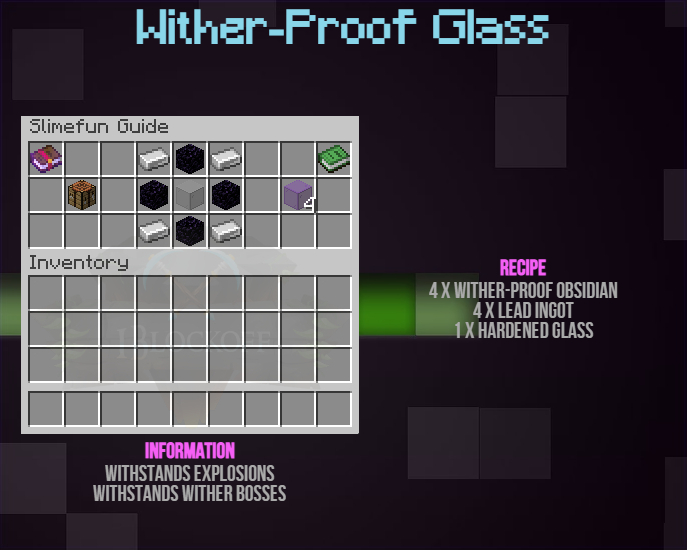 Wither-Proof Glass
Slimefun Guide
4
Inventory
RECIPE
4 X WITHER-PROOF OBSIDIAN
4 X LEAD INGOT
1 X HARDENED GLASS
INFORMATION
WITHSTANDS EXPLOSIONS
WITHSTANDS WITHER BOSSES